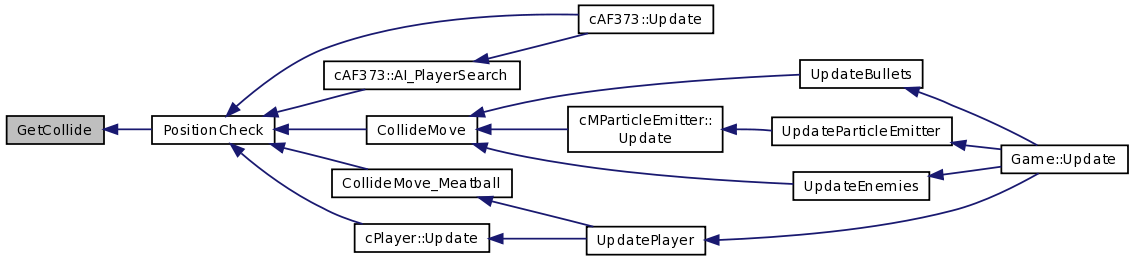 GetCollide
PositionCheck
cAF373::Update
cAF373::AI_PlayerSearch
CollideMove
CollideMove_Meatball
cPlayer::Update
UpdateBullets
cMParticleEmitter::
Update
UpdateParticleEmitter
UpdateEnemies
UpdatePlayer
Game::Update